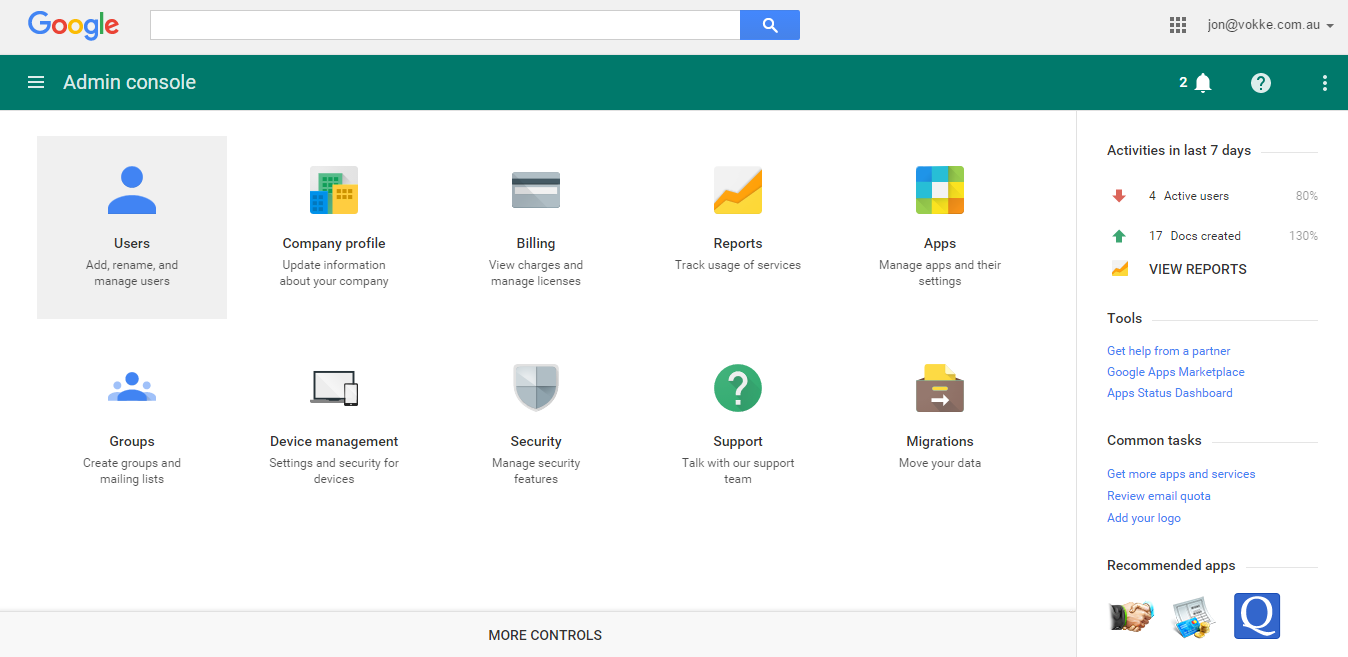 Google
jon@vokke.com.au
Admin console
2
?
Users
Add, rename, and
manage users
Company profile
Update information
about your company
Billing
View charges and
manage licenses
Reports
Track usage of services
Apps
Manage apps and their
settings
Groups
Create groups and
mailing lists
Device management
Settings and security for
devices
Security
Manage security
features
?
Support
Talk with our support
team
Migrations
Move your data
MORE CONTROLS
Activities in last 7 days
4 Active users 80%
17 Docs created 130%
VIEW REPORTS
Tools
Get help from a partner
Google Apps Marketplace
Apps Status Dashboard
Common tasks
Get more apps and services
Review email quota
Add your logo
Recommended apps
Q